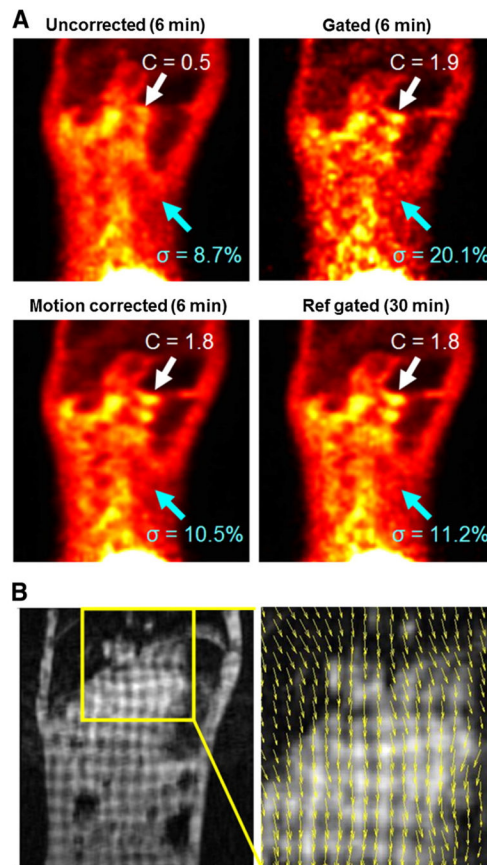 A
Uncorrected (6 min)
Gated (6 min)
C = 0.5
C = 1.9
σ = 8.7%
σ = 20.1%
Motion corrected (6 min)
Ref gated (30 min)
C = 1.8
C = 1.8
σ = 10.5%
σ = 11.2%
B